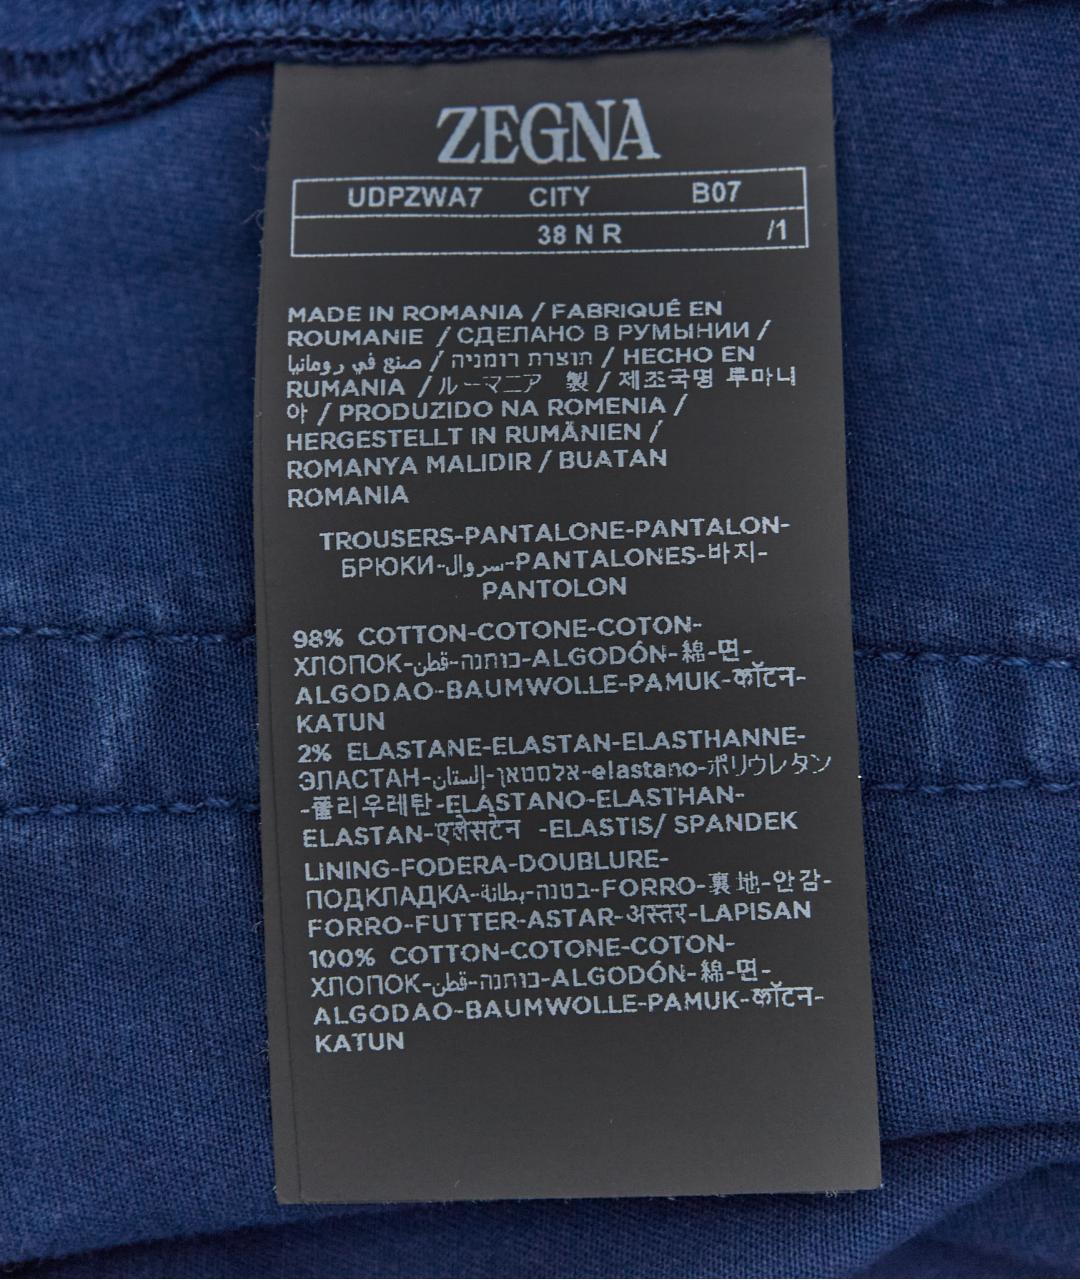 ZEGNA
UDPZWA7 CITY B07
38 N R /1
MADE IN ROMANIA / FABRIQUÉ EN
ROUMANIE / СДЕЛАНО В РУМЫНИИ /
صنع في رومانيا / תוצרת רומניה / HECHO EN
RUMANIA / ルーマニア 製 / 제조국명 루마니
아 / PRODUZIDO NA ROMENIA /
HERGESTELLT IN RUMÄNIEN /
ROMANYA MALIDIR / BUATAN
ROMANIA
TROUSERS-PANTALONE-PANTALON-
БРЮКИ-سروال-PANTALONES-바지-
PANTOLON
98% COTTON-COTONE-COTON-
ХЛОПОК-قطن-כותנה-ALGODÓN-綿-면-
ALGODAO-BAUMWOLLE-PAMUK-कॉटन-
KATUN
2% ELASTANE-ELASTAN-ELASTHANNE-
ЭЛАСТАН-إلستان-אלסטאן-elastano-ポリウレタン
-폴리우레탄-ELASTANO-ELASTHAN-
ELASTAN-एलेसटेन -ELASTIS/ SPANDEK
LINING-FODERA-DOUBLURE-
ПОДКЛАДКА-بطانة-בטנה-FORRO-裏地-안감-
FORRO-FUTTER-ASTAR-अस्तर-LAPISAN
100% COTTON-COTONE-COTON-
ХЛОПОК-قطن-כותנה-ALGODÓN-綿-면-
ALGODAO-BAUMWOLLE-PAMUK-कॉटन-
KATUN